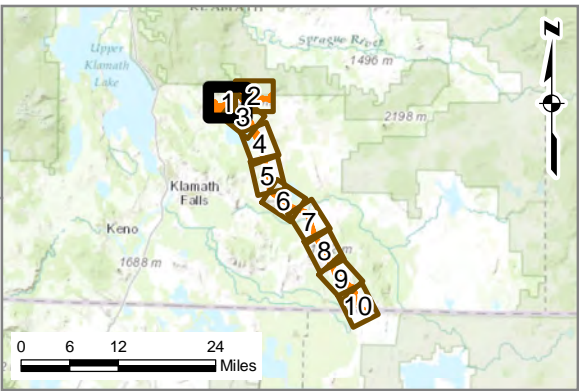 KLAMATH
Upper
Klamath
Lake
Sprague River
1496 m
N
1
2
3
2198 m
4
5
Klamath
Falls
6
7
Keno
8
1688 m
9
10
0 6 12 24
Miles